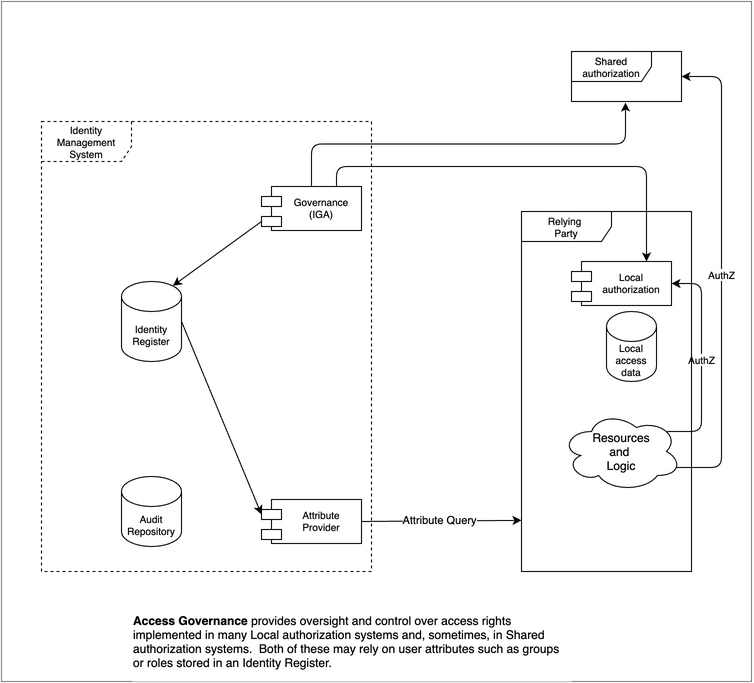 Shared
authorization
Identity
Management
System
Governance
(IGA)
Relying
Party
Local
authorization
AuthZ
Identity
Register
Local
access
data
AuthZ
Resources
and
Logic
Audit
Repository
Attribute
Provider
Attribute Query
Access Governance provides oversight and control over access rights
implemented in many Local authorization systems and, sometimes, in Shared
authorization systems.  Both of these may rely on user attributes such as groups
or roles stored in an Identity Register.